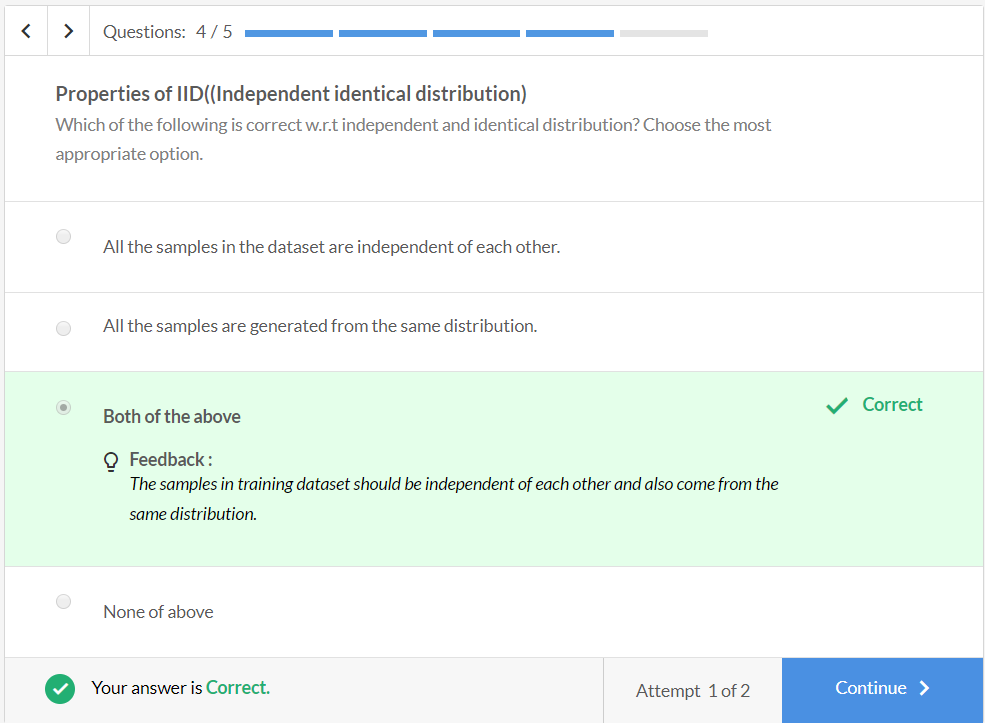 Questions: 4 / 5
Properties of IID((Independent identical distribution)
Which of the following is correct w.r.t independent and identical distribution? Choose the most
appropriate option.
All the samples in the dataset are independent of each other.
All the samples are generated from the same distribution.
Both of the above
Correct
Feedback :
The samples in training dataset should be independent of each other and also come from the
same distribution.
None of above
Your answer is Correct.
Attempt 1 of 2
Continue